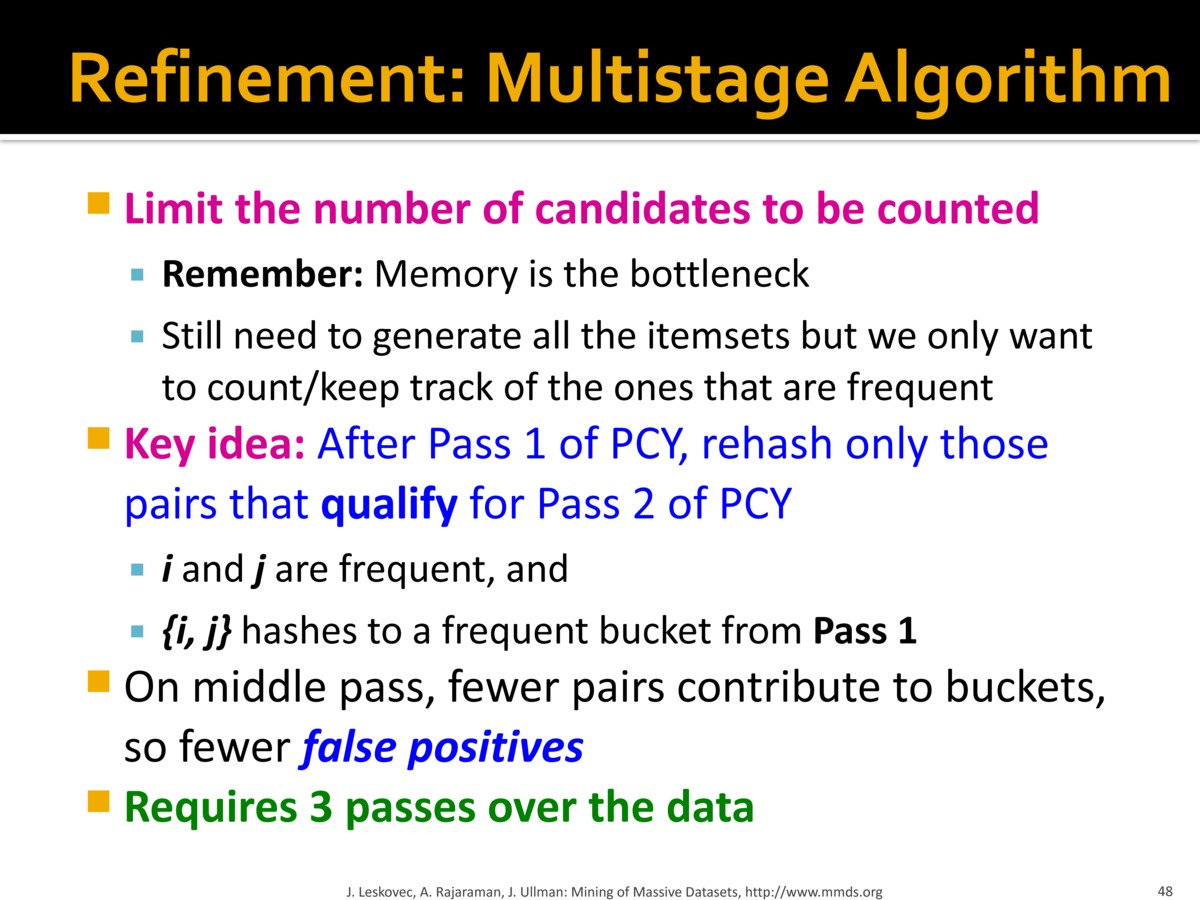 Refinement: Multistage Algorithm
Limit the number of candidates to be counted
Remember: Memory is the bottleneck
Still need to generate all the itemsets but we only want
to count/keep track of the ones that are frequent
Key idea: After Pass 1 of PCY, rehash only those
pairs that qualify for Pass 2 of PCY
i and j are frequent, and
{i, j} hashes to a frequent bucket from Pass 1
On middle pass, fewer pairs contribute to buckets,
so fewer false positives
Requires 3 passes over the data
J. Leskovec, A. Rajaraman, J. Ullman: Mining of Massive Datasets, http://www.mmds.org
48